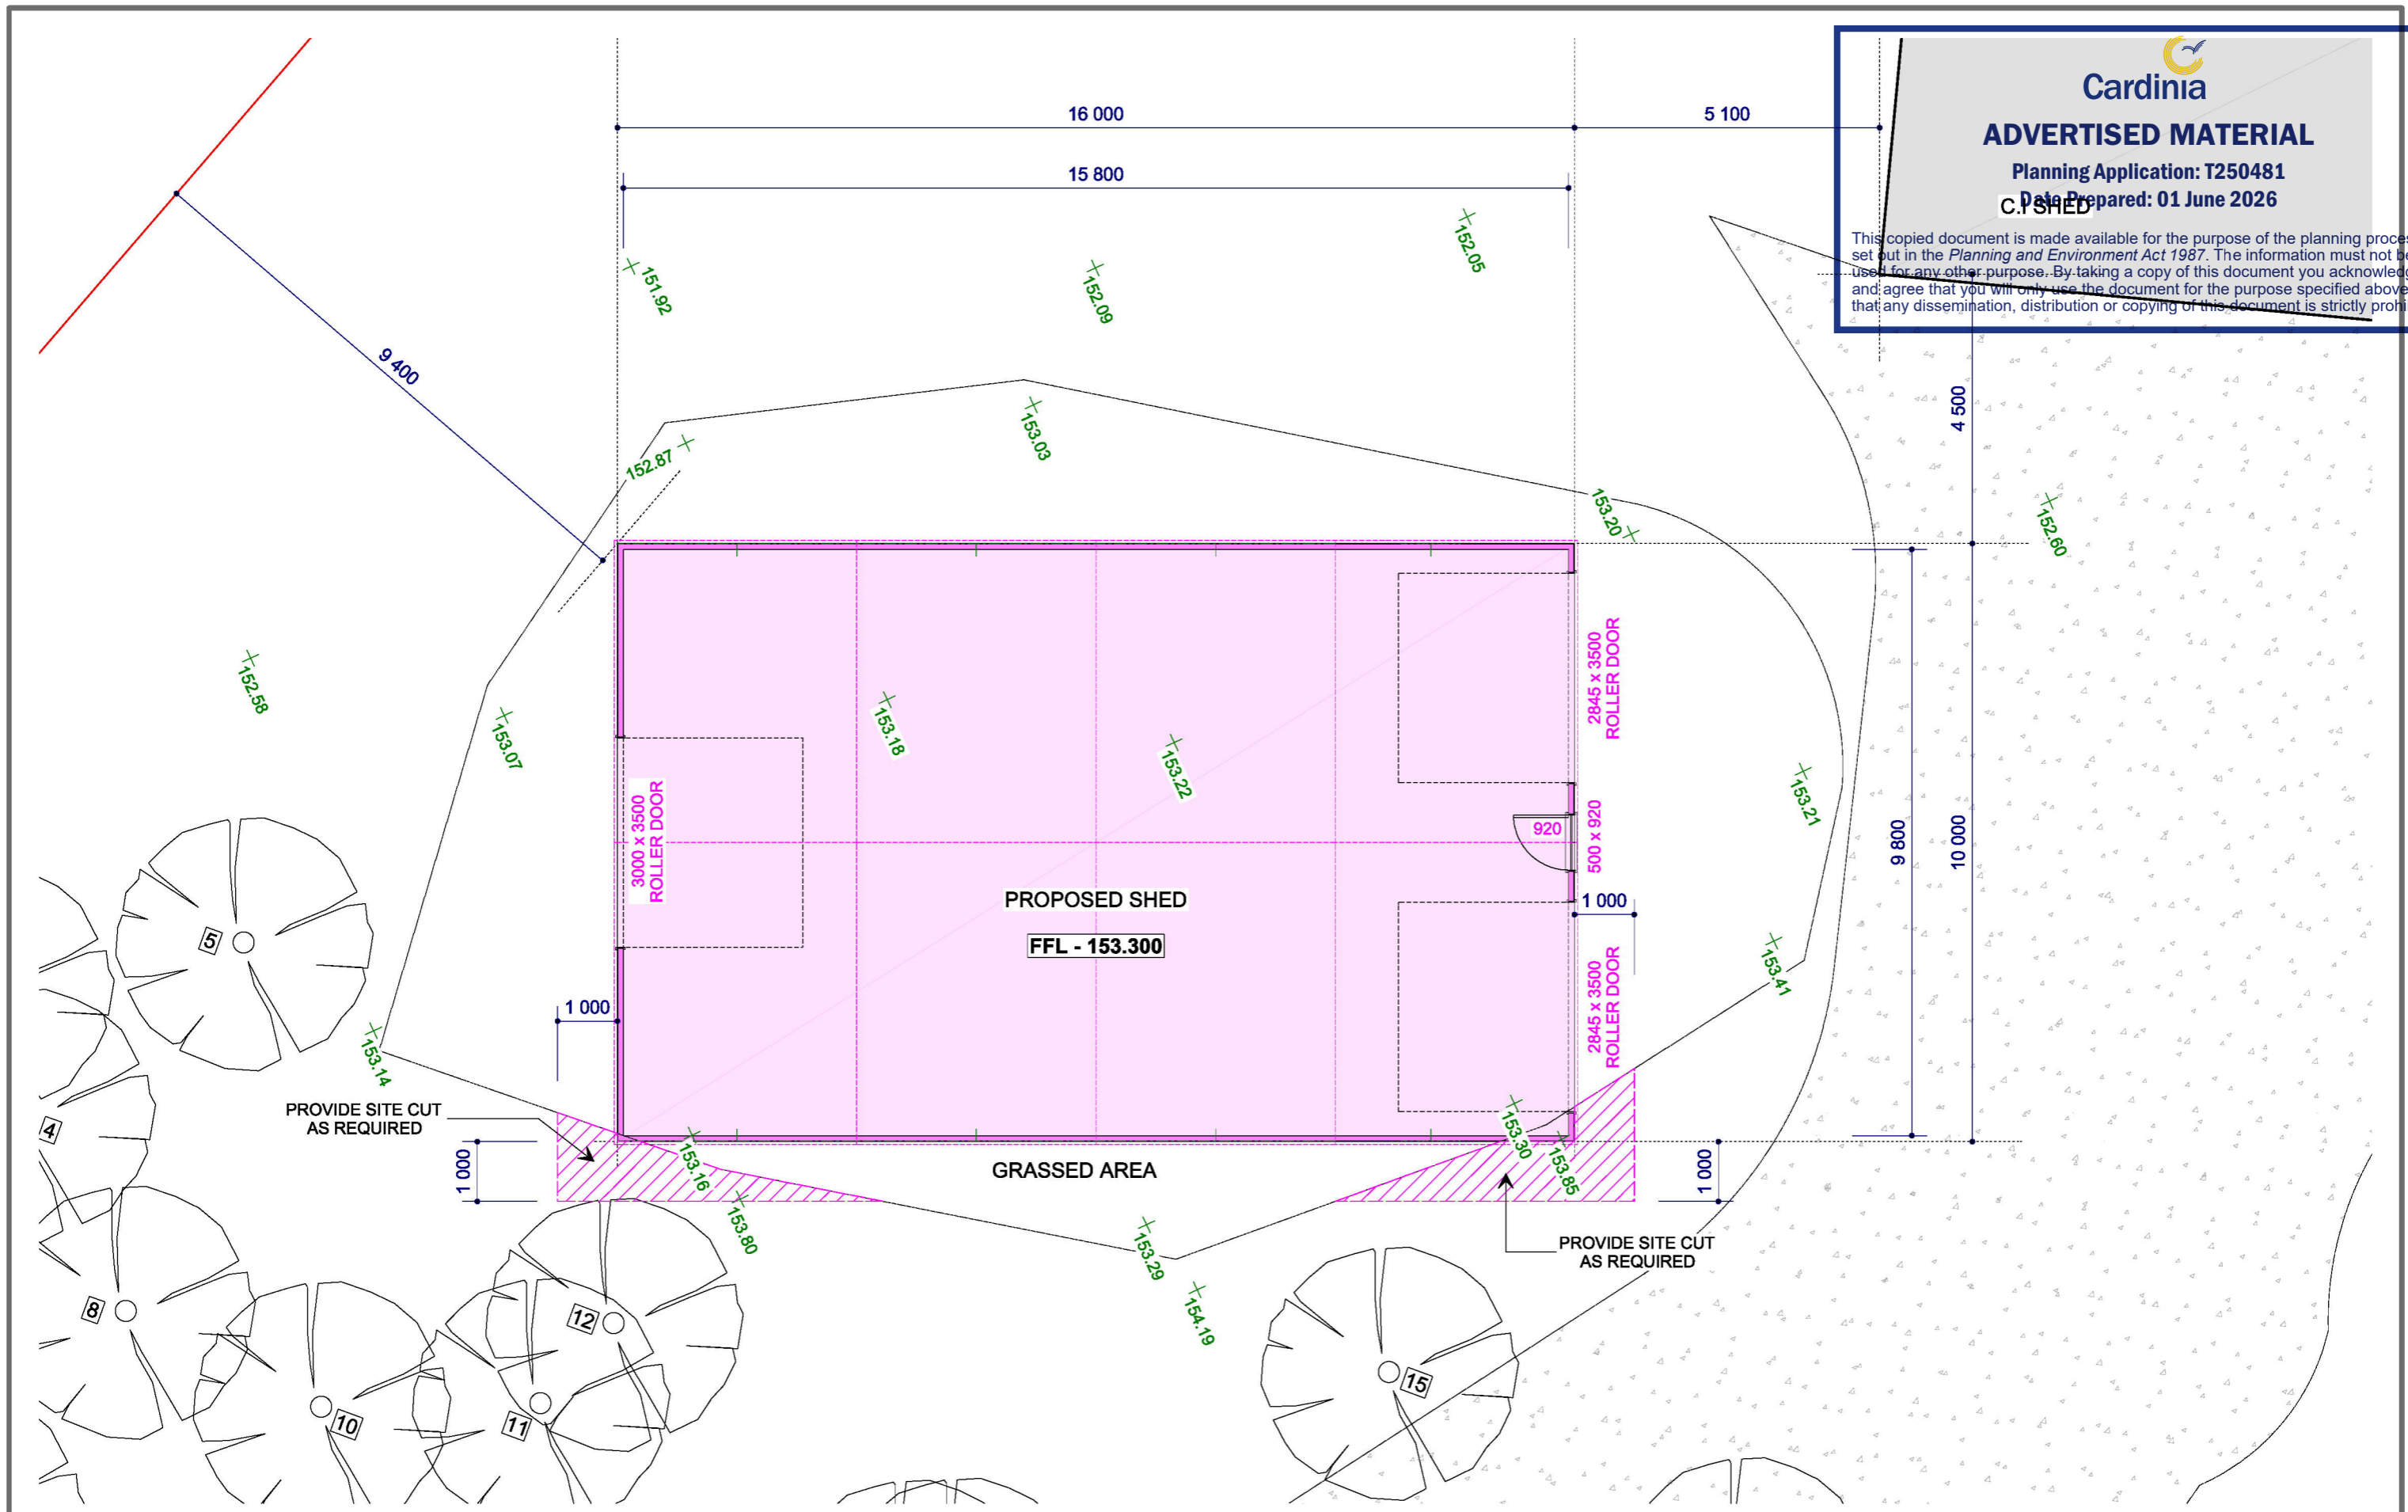 Cardinia
ADVERTISED MATERIAL
Planning Application: T250481
Date Prepared: 01 June 2026
C.I SHED
This copied document is made available for the purpose of the planning proce
set out in the Planning and Environment Act 1987. The information must not be
used for any other purpose. By taking a copy of this document you acknowledg
and agree that you will only use the document for the purpose specified above
that any dissemination, distribution or copying of this document is strictly prohi
16 000
5 100
15 800
151.92
152.09
152.05
9 400
4 500
152.87
153.03
153.20
152.60
152.58
153.07
153.18
153.22
2845 x 3500
ROLLER DOOR
153.21
3000 x 3500
ROLLER DOOR
920
500 x 920
9 800
10 000
PROPOSED SHED
FFL - 153.300
1 000
153.41
2845 x 3500
ROLLER DOOR
5
1 000
153.14
PROVIDE SITE CUT
AS REQUIRED
4
1 000
153.16
GRASSED AREA
153.30
153.85
1 000
153.80
153.29
154.19
PROVIDE SITE CUT
AS REQUIRED
8
12
10
11
15